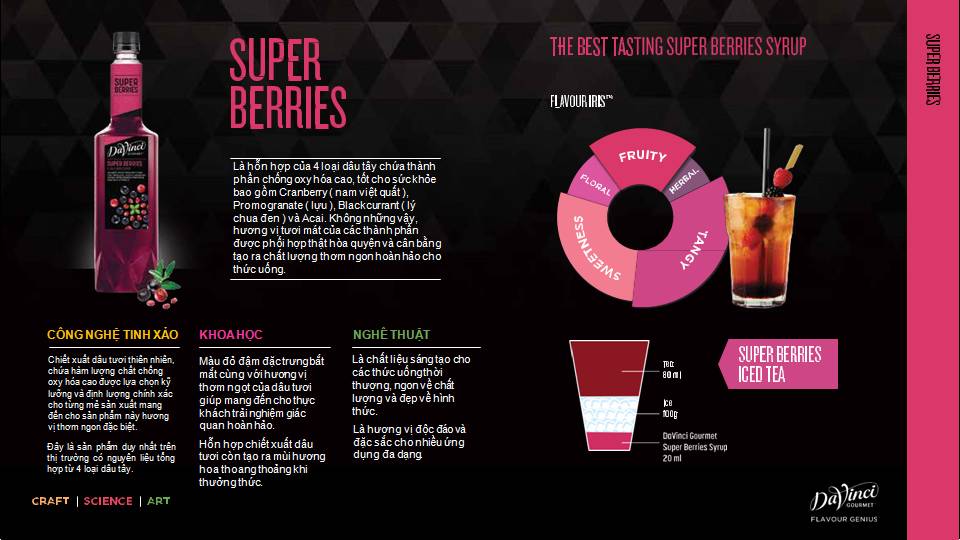 SUPER
BERRIES
Là hỗn hợp của 4 loại dâu tây chứa thành
phần chống oxy hóa cao, tốt cho sức khỏe
bao gồm Cranberry ( nam việt quất ),
Promogranate ( lựu ), Blackcurrant ( lý
chua đen ) và Acai. Không những vậy,
hương vị tươi mát của các thành phần
được phối hợp thật hòa quyện và cân bằng
tạo ra chất lượng thơm ngon hoàn hảo cho
thức uống.
SUPER
BERRIES
DaVinci
GOURMET
SUPER BERRIES
CÔNG NGHỆ TINH XẢO
Chiết xuất dâu tươi thiên nhiên,
chứa hàm lượng chất chống
oxy hóa cao được lựa chọn kỹ
lưỡng và định lượng chính xác
cho từng mẻ sản xuất mang
đến cho sản phẩm này hương
vị thơm ngon đặc biệt.
Đây là sản phẩm duy nhất trên
thị trường có nguyên liệu tổng
hợp từ 4 loại dâu tây.
KHOA HỌC
Màu đỏ đậm đặc trưng bắt
mắt cùng với hương vị
thơm ngọt của dâu tươi
giúp mang đến cho thực
khách trải nghiệm giác
quan hoàn hảo.
Hỗn hợp chiết xuất dâu
tươi còn tạo ra mùi hương
hoa thoang thoảng khi
thưởng thức.
NGHỆ THUẬT
Là chất liệu sáng tạo cho
các thức uống thời
thượng, ngon về chất
lượng và đẹp về hình
thức.
Là hương vị độc đáo và
đặc sắc cho nhiều ứng
dụng đa dạng.
CRAFT | SCIENCE | ART
THE BEST TASTING SUPER BERRIES SYRUP
FLAVOUR IRIS™
FRUITY
FLORAL
HERBAL
SWEETNESS
TANGY
Tea
80 ml
Ice
100g
DaVinci Gourmet
Super Berries Syrup
20 ml
SUPER BERRIES
ICED TEA
DaVinci
GOURMET
FLAVOUR GENIUS
SUPER BERRIES